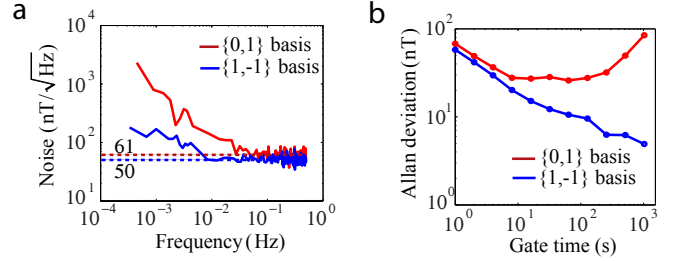 a
Noise (nT/√Hz)
10^4
10^3
10^2
10^1
{0,1} basis
{1,-1} basis
61
50
10^-4
10^-3
10^-2
10^-1
10^0
Frequency (Hz)
b
Allan deviation (nT)
10^2
10^1
10^0
{0,1} basis
{1,-1} basis
10^0
10^1
10^2
10^3
Gate time (s)